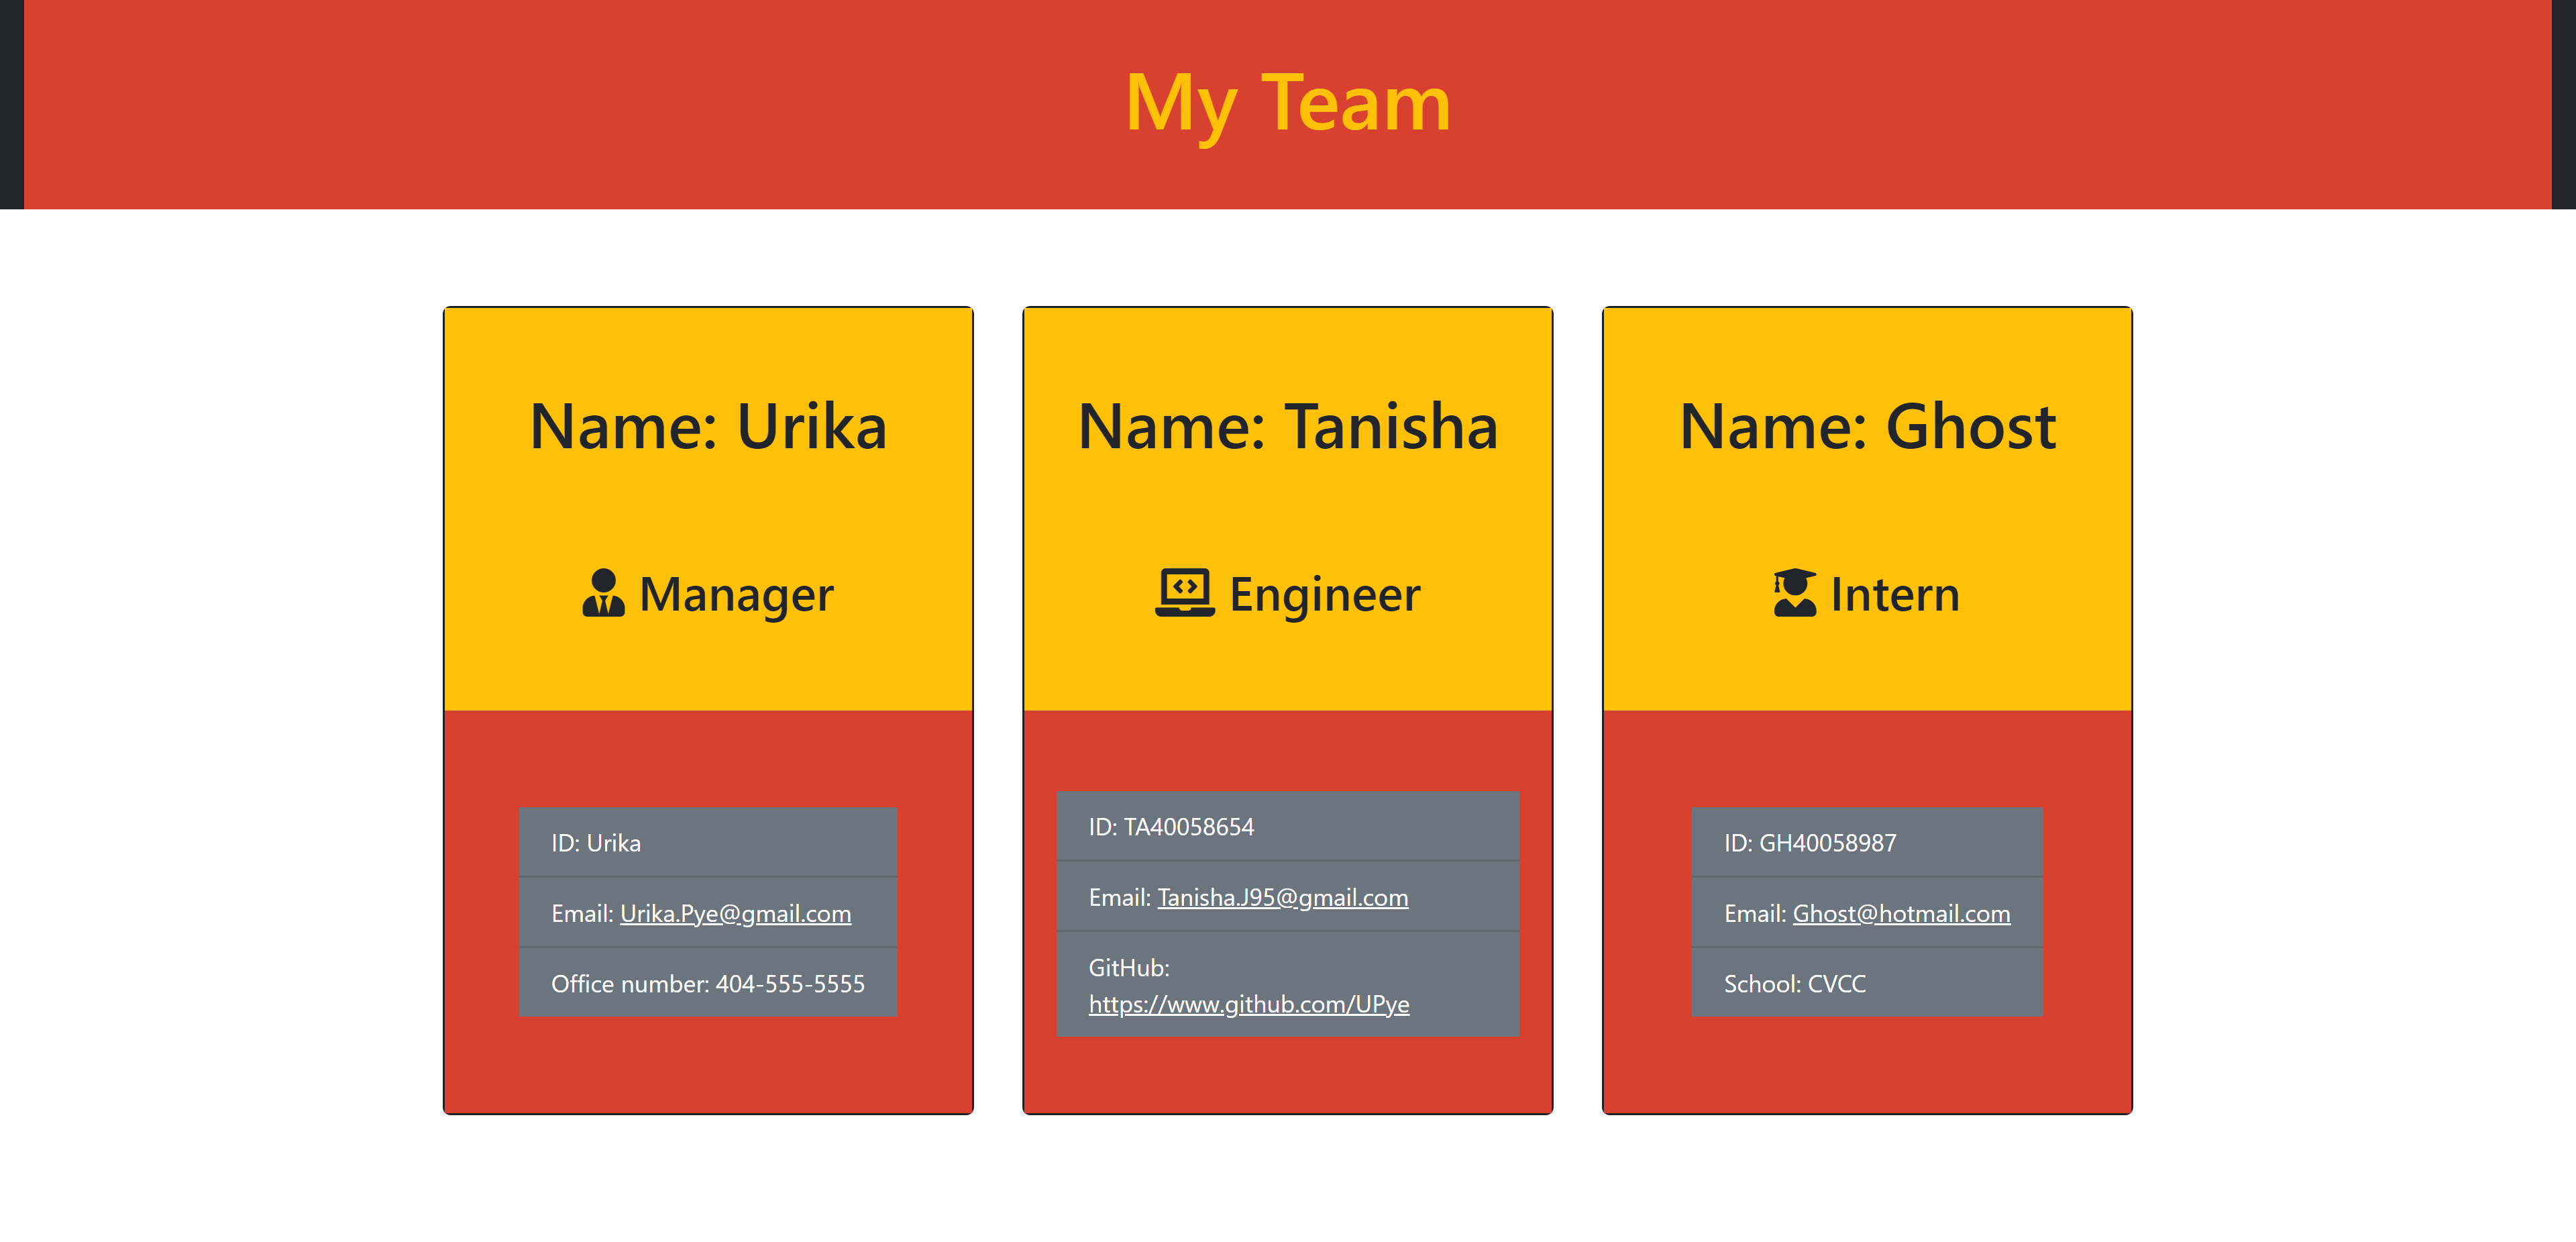 My Team
Name: Urika
Manager
ID: Urika
Email: Urika.Pye@gmail.com
Office number: 404-555-5555
Name: Tanisha
Engineer
ID: TA40058654
Email: Tanisha.J95@gmail.com
GitHub:
https://www.github.com/UPye
Name: Ghost
Intern
ID: GH40058987
Email: Ghost@hotmail.com
School: CVCC